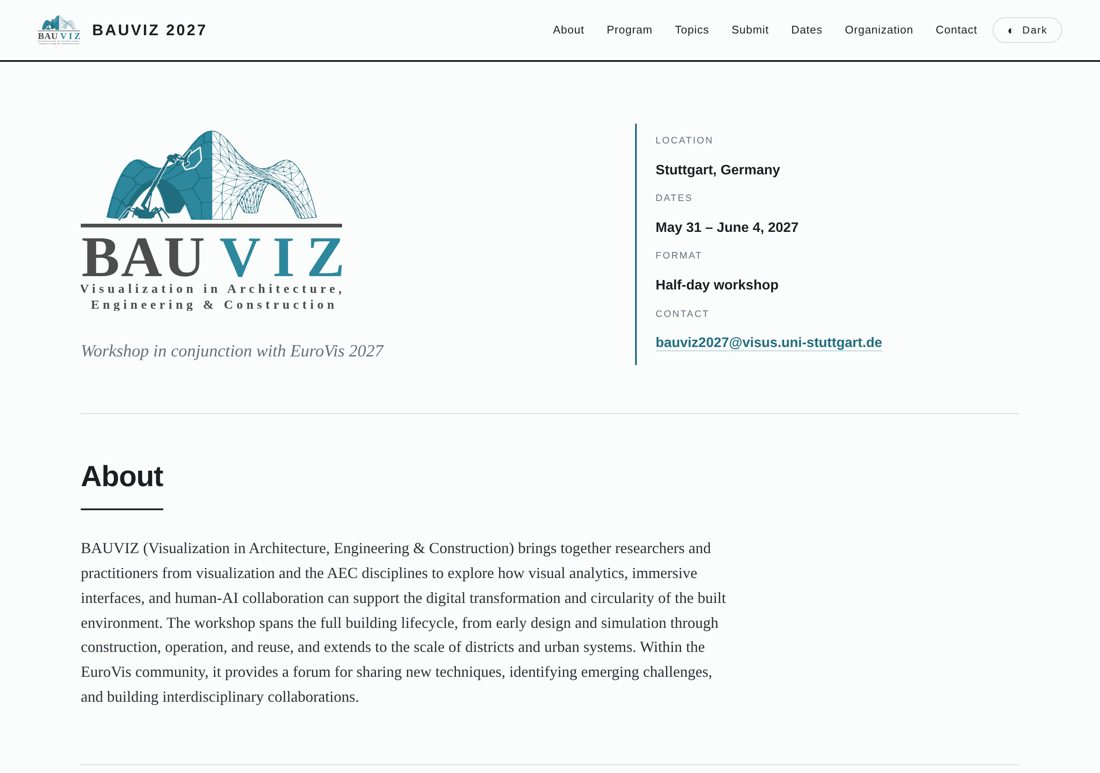 BAUVIZ
BAUVIZ 2027
About
Program
Topics
Submit
Dates
Organization
Contact
Dark
BAUVIZ
Visualization in Architecture,
Engineering & Construction
Workshop in conjunction with EuroVis 2027
LOCATION
Stuttgart, Germany
DATES
May 31 – June 4, 2027
FORMAT
Half-day workshop
CONTACT
bauviz2027@visus.uni-stuttgart.de
About
BAUVIZ (Visualization in Architecture, Engineering & Construction) brings together researchers and
practitioners from visualization and the AEC disciplines to explore how visual analytics, immersive
interfaces, and human-AI collaboration can support the digital transformation and circularity of the built
environment. The workshop spans the full building lifecycle, from early design and simulation through
construction, operation, and reuse, and extends to the scale of districts and urban systems. Within the
EuroVis community, it provides a forum for sharing new techniques, identifying emerging challenges,
and building interdisciplinary collaborations.